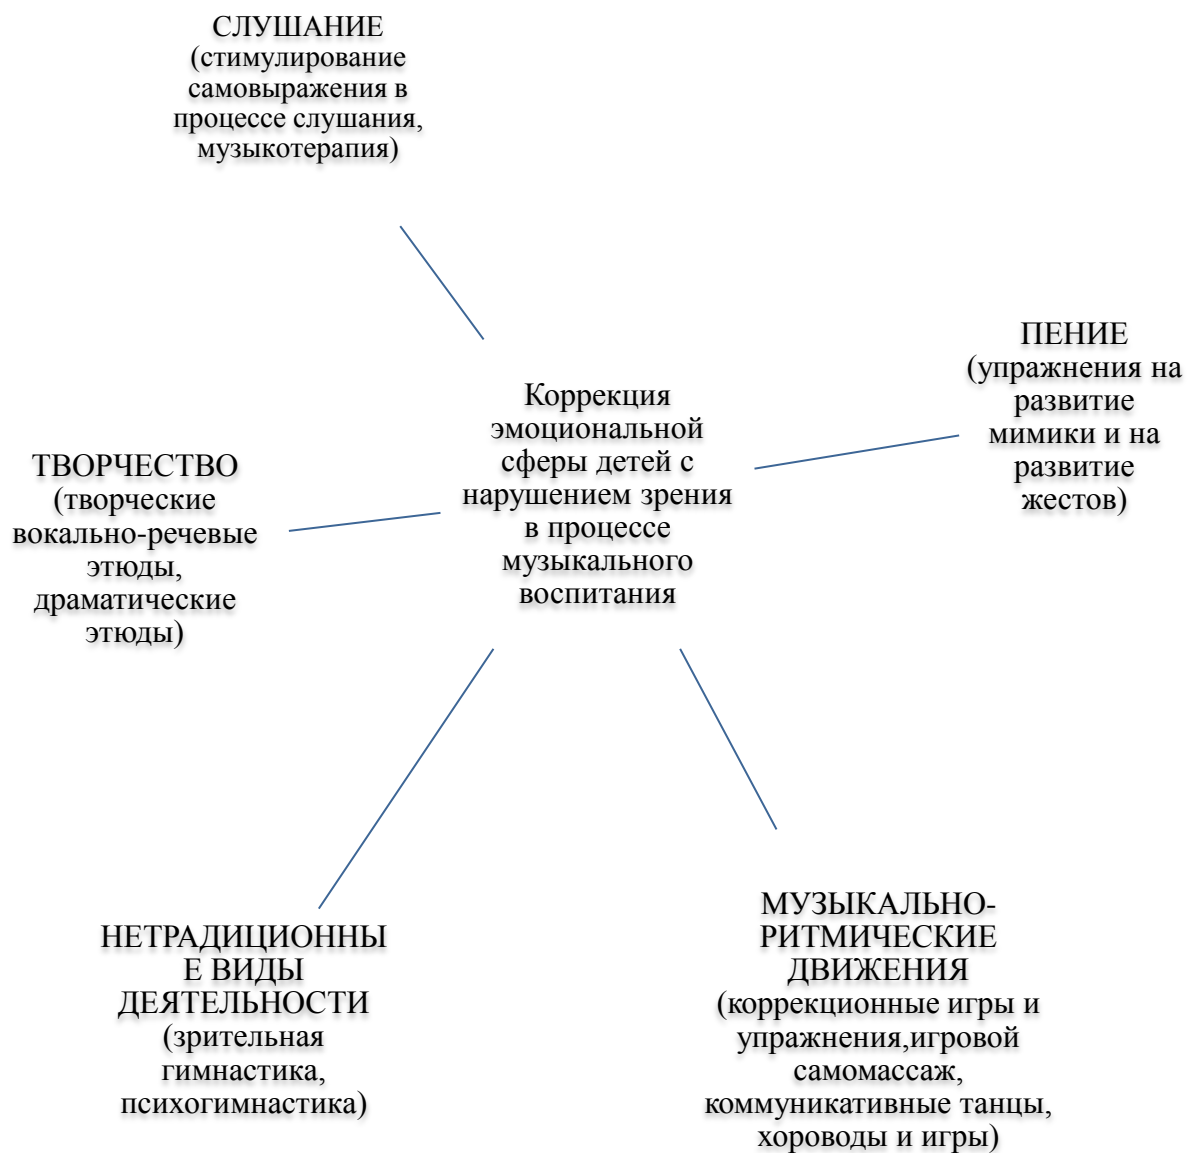 СЛУШАНИЕ
(стимулирование
самовыражения в
процессе слушания,
музыкотерапия)
ПЕНИЕ
(упражнения на
развитие
мимики и на
развитие
жестов)
Коррекция
эмоциональной
сферы детей с
нарушением зрения
в процессе
музыкального
воспитания
ТВОРЧЕСТВО
(творческие
вокально-речевые
этюды,
драматические
этюды)
НЕТРАДИЦИОННЫ
Е ВИДЫ
ДЕЯТЕЛЬНОСТИ
(зрительная
гимнастика,
психогимнастика)
МУЗЫКАЛЬНО-
РИТМИЧЕСКИЕ
ДВИЖЕНИЯ
(коррекционные игры и
упражнения,игровой
самомассаж,
коммуникативные танцы,
хороводы и игры)